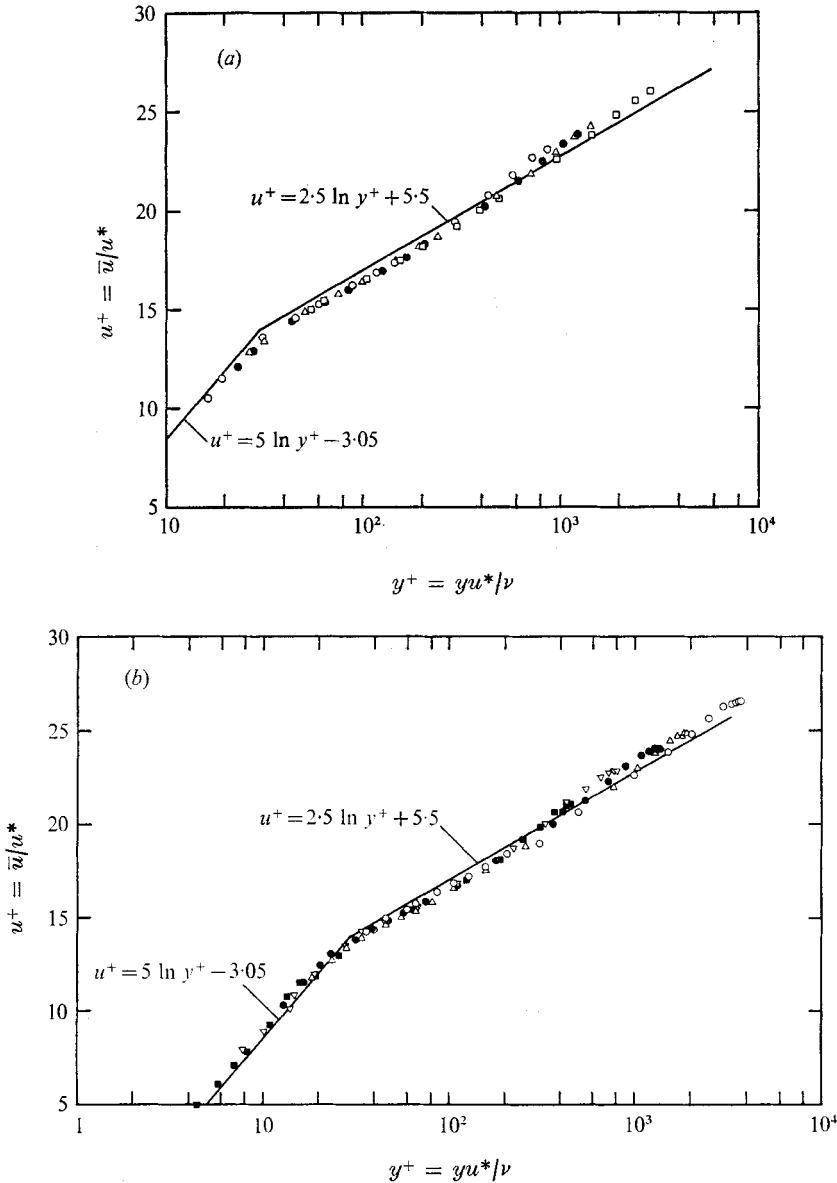 (a)
30
25
20
15
10
5
u⁺ = u̅/u*
u⁺ = 2·5 ln y⁺ + 5·5
u⁺ = 5 ln y⁺ − 3·05
10 10² 10³ 10⁴
y⁺ = yu*/ν
(b)
30
25
20
15
10
5
u⁺ = u̅/u*
u⁺ = 2·5 ln y⁺ + 5·5
u⁺ = 5 ln y⁺ − 3·05
1 10 10² 10³ 10⁴
y⁺ = yu*/ν